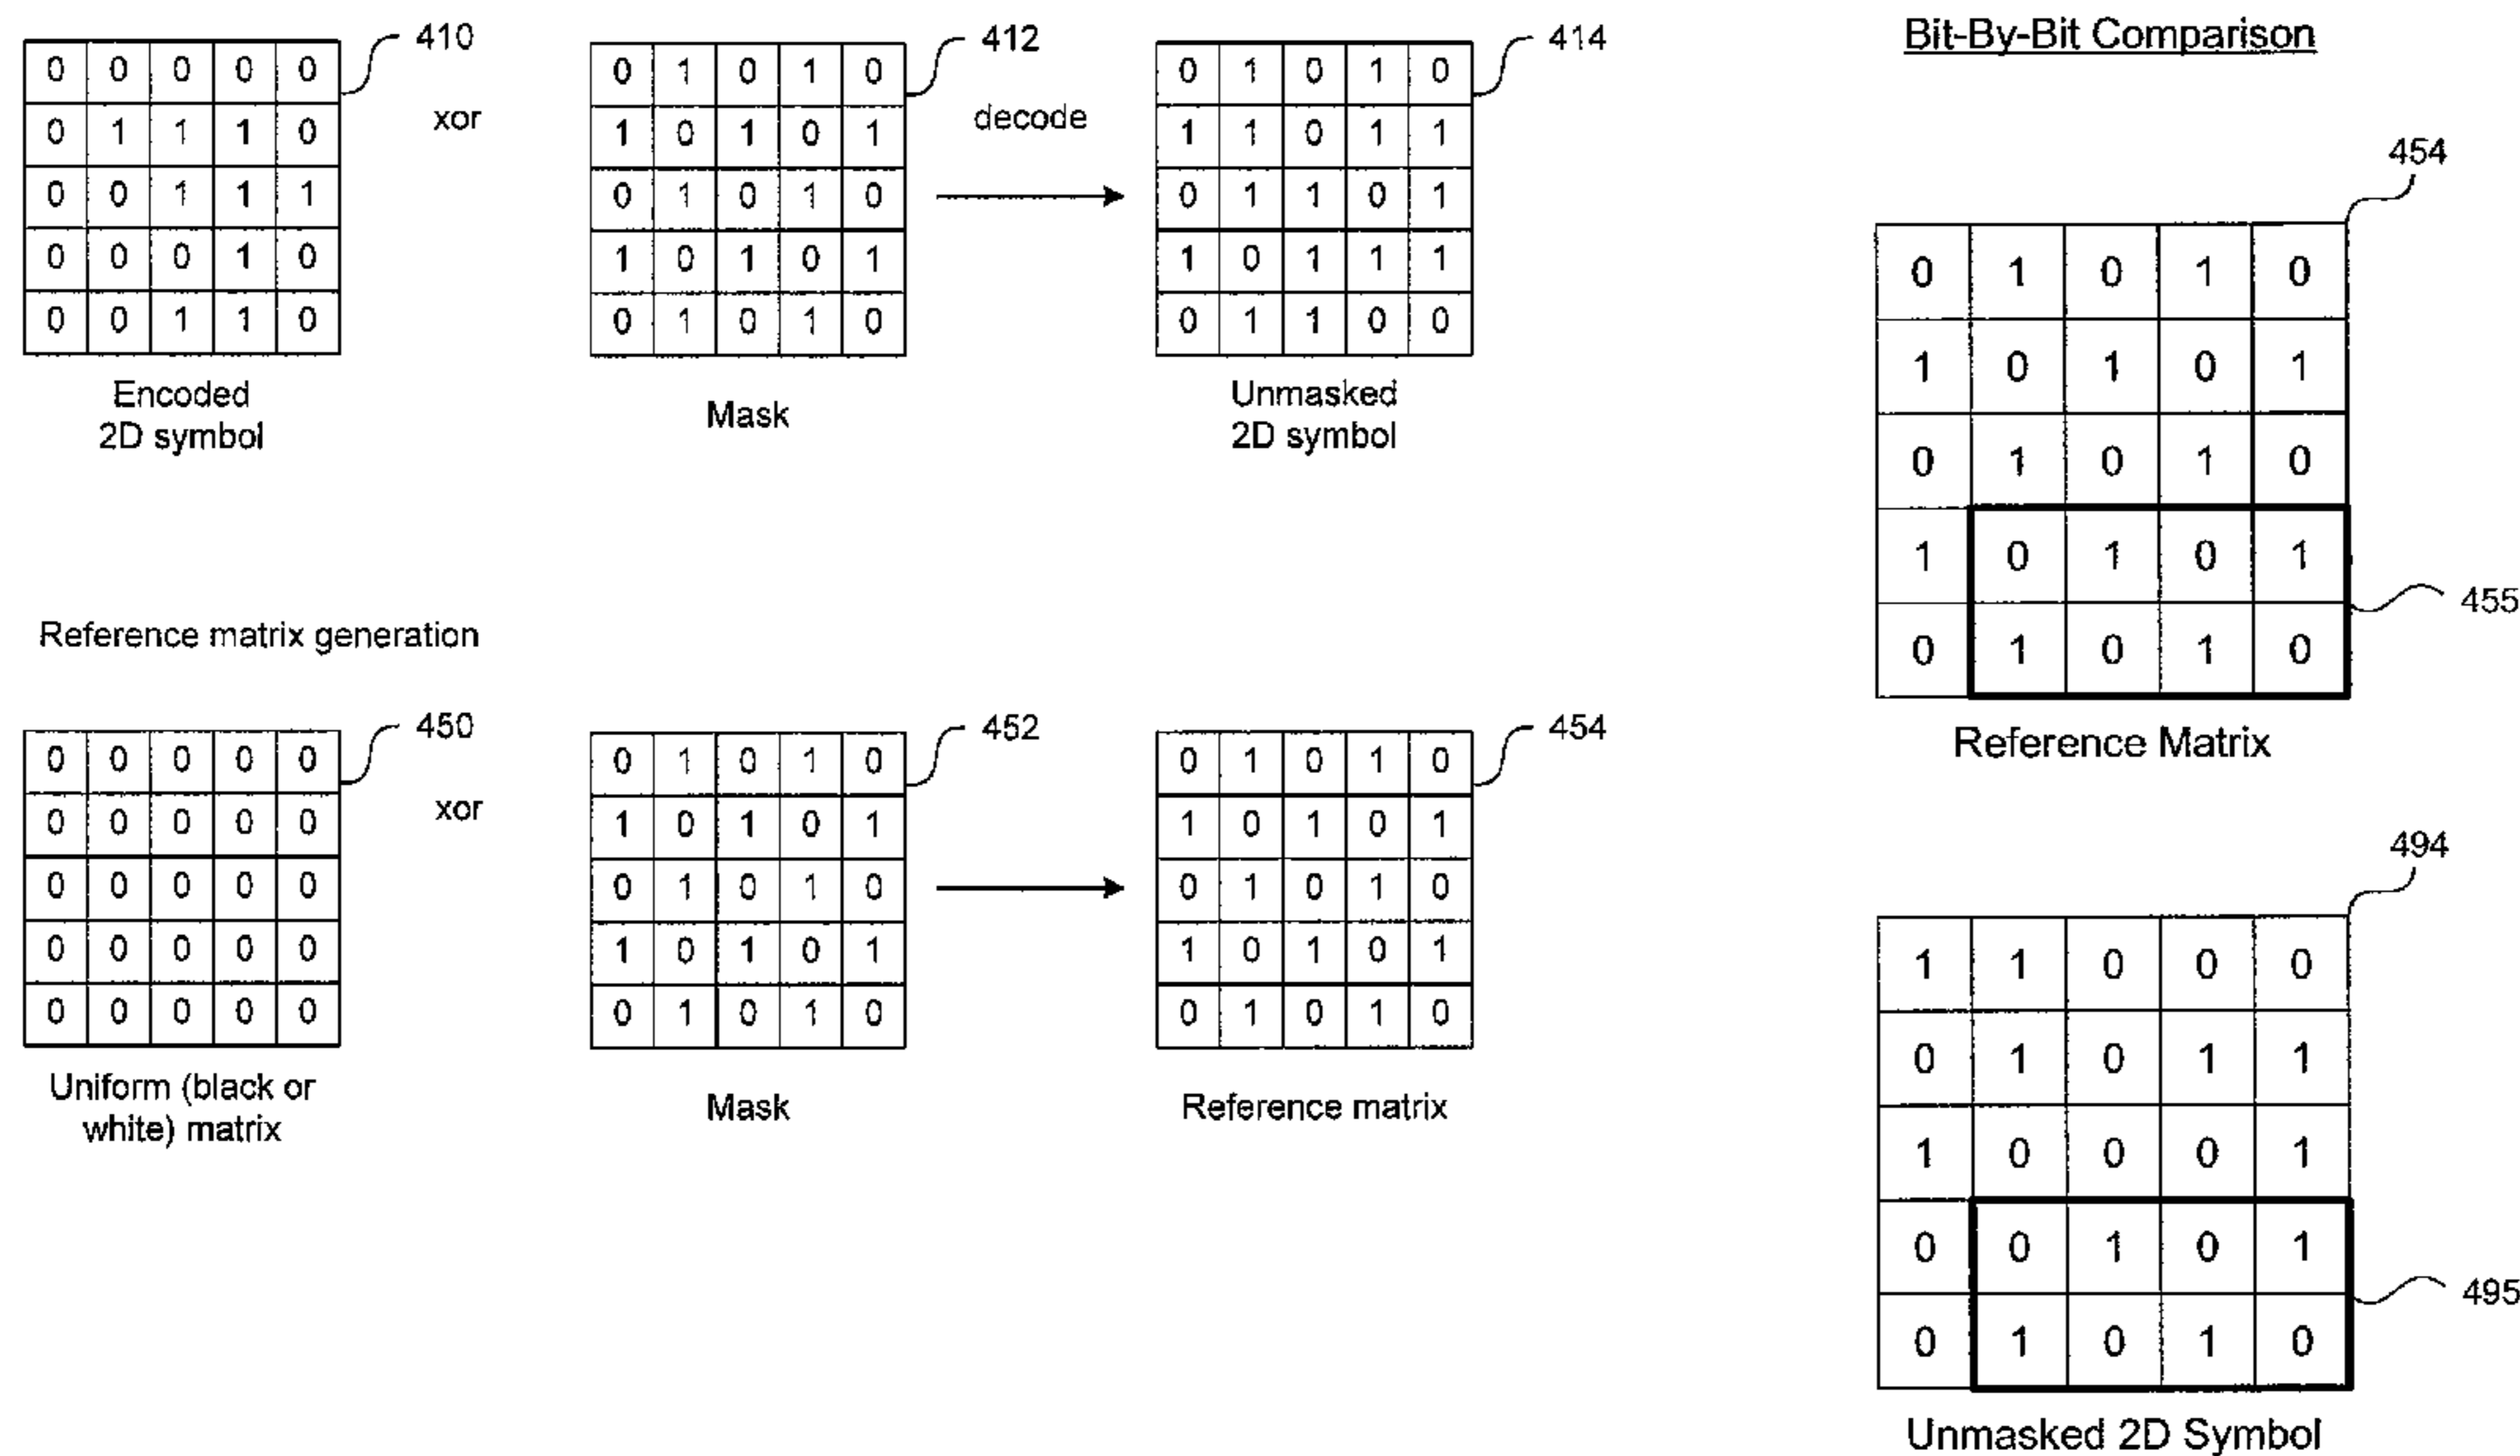 410
0 0 0 0 0
0 1 1 1 0
0 0 1 1 1
0 0 0 1 0
0 0 1 1 0
Encoded
2D symbol
xor
412
0 1 0 1 0
1 0 1 0 1
0 1 0 1 0
1 0 1 0 1
0 1 0 1 0
Mask
decode
414
0 1 0 1 0
1 1 0 1 1
0 1 1 0 1
1 0 1 1 1
0 1 1 0 0
Unmasked
2D symbol
Reference matrix generation
450
0 0 0 0 0
0 0 0 0 0
0 0 0 0 0
0 0 0 0 0
0 0 0 0 0
Uniform (black or
white) matrix
xor
452
0 1 0 1 0
1 0 1 0 1
0 1 0 1 0
1 0 1 0 1
0 1 0 1 0
Mask
454
0 1 0 1 0
1 0 1 0 1
0 1 0 1 0
1 0 1 0 1
0 1 0 1 0
Reference matrix
Bit-By-Bit Comparison
454
0 1 0 1 0
1 0 1 0 1
0 1 0 1 0
1 0 1 0 1
0 1 0 1 0
455
Reference Matrix
494
1 1 0 0 0
0 1 0 1 1
1 0 0 0 1
0 0 1 0 1
0 1 0 1 0
495
Unmasked 2D Symbol